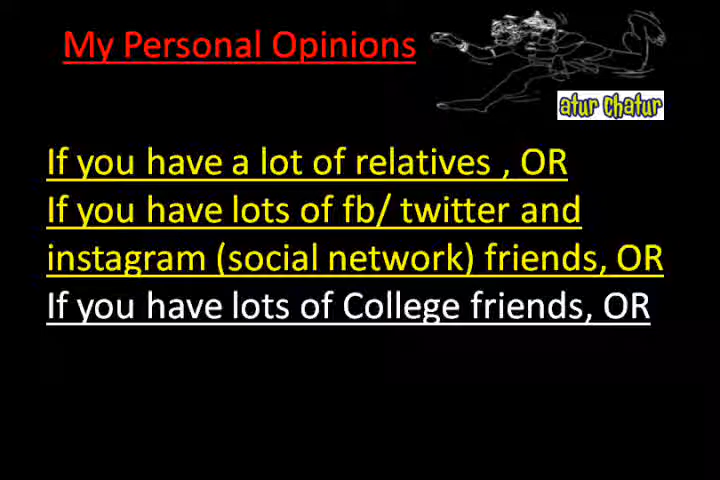 My Personal Opinions
atur chatur
If you have a lot of relatives , OR
If you have lots of fb/ twitter and
instagram (social network) friends, OR
If you have lots of College friends, OR